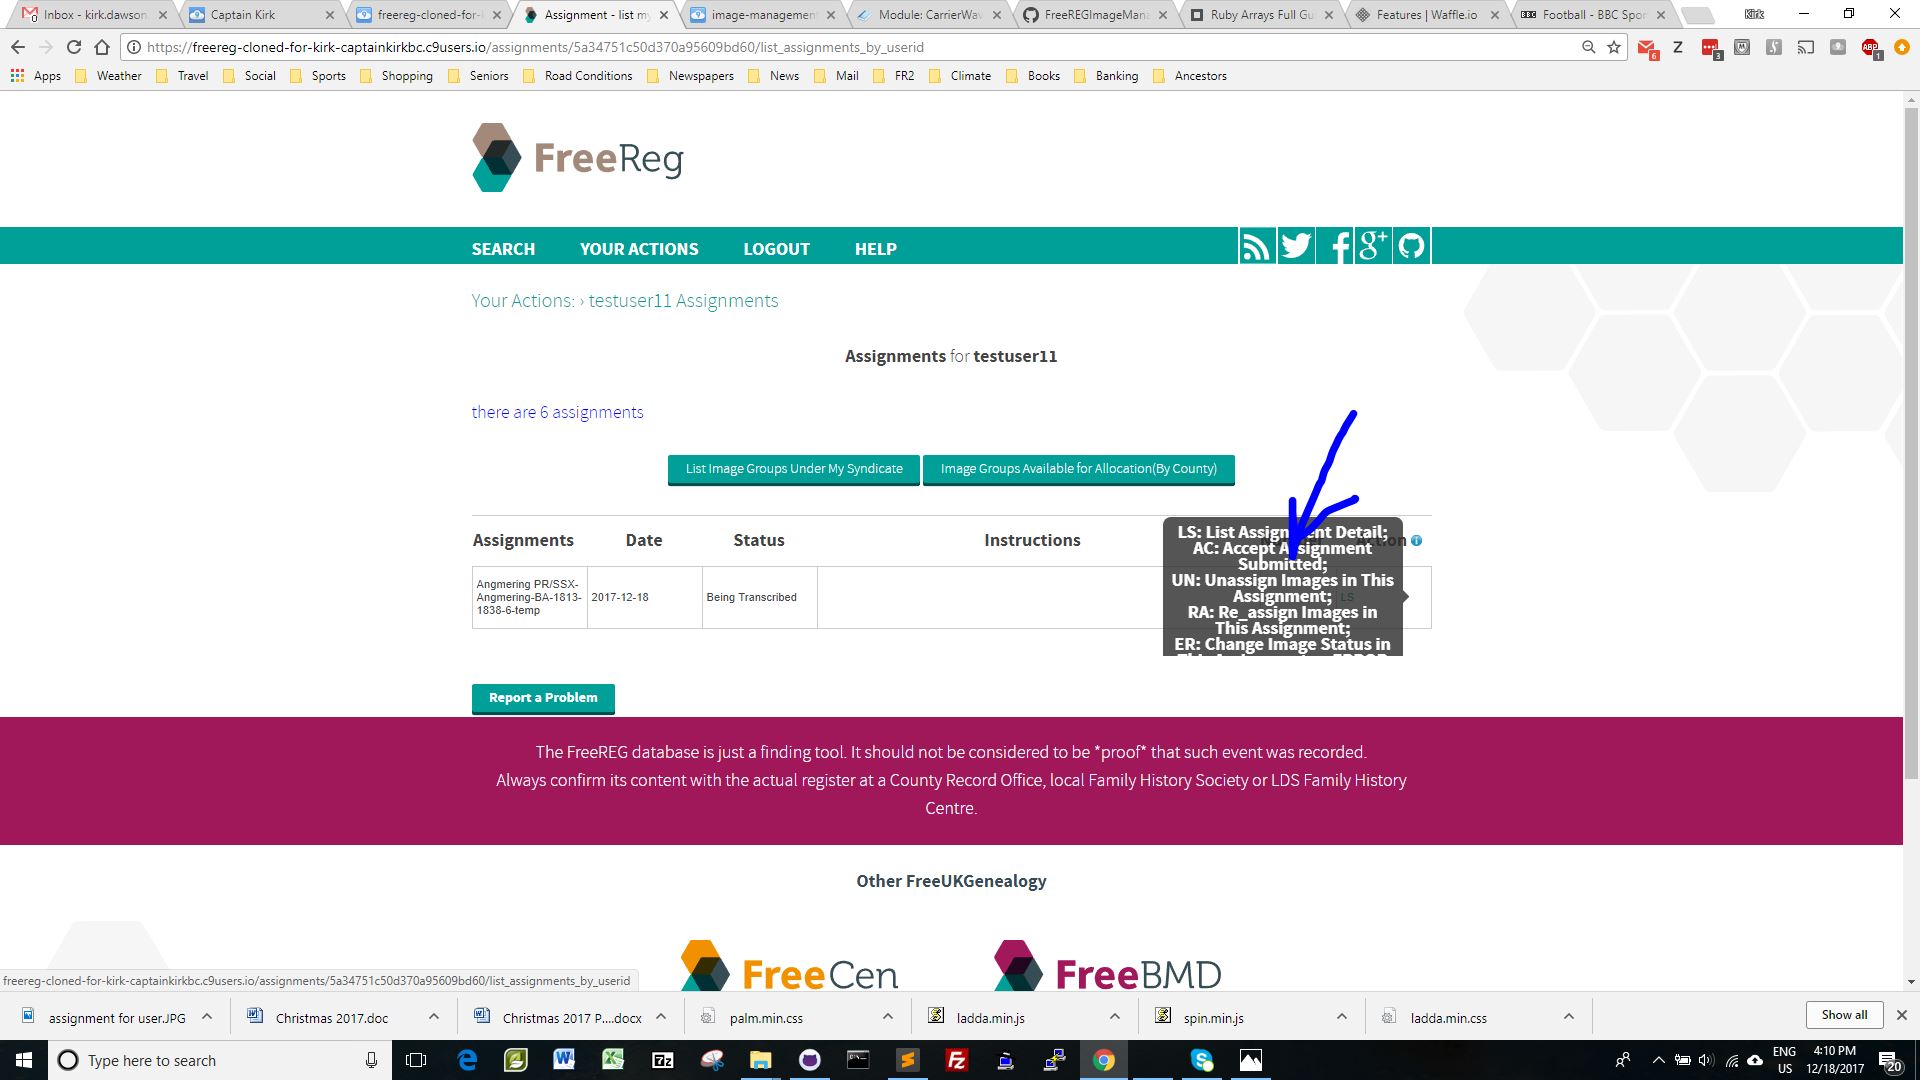 Inbox - kirk.dawson
Captain Kirk
freereg-cloned-for-k
Assignment - list my
image-management
Module: CarrierWav
FreeREGImageMana
Ruby Arrays Full Gu
Features | Waffle.io
Football - BBC Spor
Kirk
https://freereg-cloned-for-kirk-captainkirkbc.c9users.io/assignments/5a34751c50d370a95609bd60/list_assignments_by_userid
Apps Weather Travel Social Sports Shopping Seniors Road Conditions Newspapers News Mail FR2 Climate Books Banking Ancestors
FreeReg
SEARCH YOUR ACTIONS LOGOUT HELP
Your Actions: › testuser11 Assignments
Assignments for testuser11
there are 6 assignments
List Image Groups Under My Syndicate
Image Groups Available for Allocation(By County)
Assignments Date Status Instructions
LS: List Assignment Detail;
AC: Accept Assignment
Submitted;
UN: Unassign Images in This
Assignment;
RA: Re_assign Images in
This Assignment;
ER: Change Image Status in
Angmering PR/SSX-
Angmering-BA-1813-
1838-6-temp
2017-12-18
Being Transcribed
LS
Report a Problem
The FreeREG database is just a finding tool. It should not be considered to be *proof* that such event was recorded.
Always confirm its content with the actual register at a County Record Office, local Family History Society or LDS Family History
Centre.
Other FreeUKGenealogy
FreeCen
FreeBMD
freereg-cloned-for-kirk-captainkirkbc.c9users.io/assignments/5a34751c50d370a95609bd60/list_assignments_by_userid
assignment for user.JPG
Christmas 2017.doc
Christmas 2017 P....docx
palm.min.css
ladda.min.js
spin.min.js
ladda.min.css
Show all
Type here to search
ENG
US
4:10 PM
12/18/2017
20